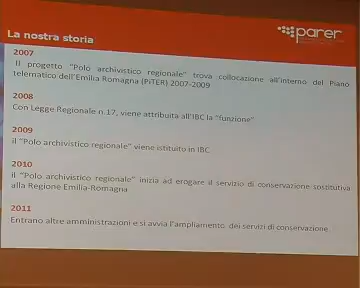 La nostra storia
parer
2007
Il progetto "Polo archivistico regionale" trova collocazione all'interno del Piano
telematico dell'Emilia Romagna (PiTER) 2007-2009
2008
Con Legge Regionale n.17, viene attribuita all'IBC la "funzione"
2009
il "Polo archivistico regionale" viene istituito in IBC
2010
il "Polo archivistico regionale" inizia ad erogare il servizio di conservazione sostitutiva
alla Regione Emilia-Romagna
2011
Entrano altre amministrazioni e si avvia l'ampliamento dei servizi di conservazione